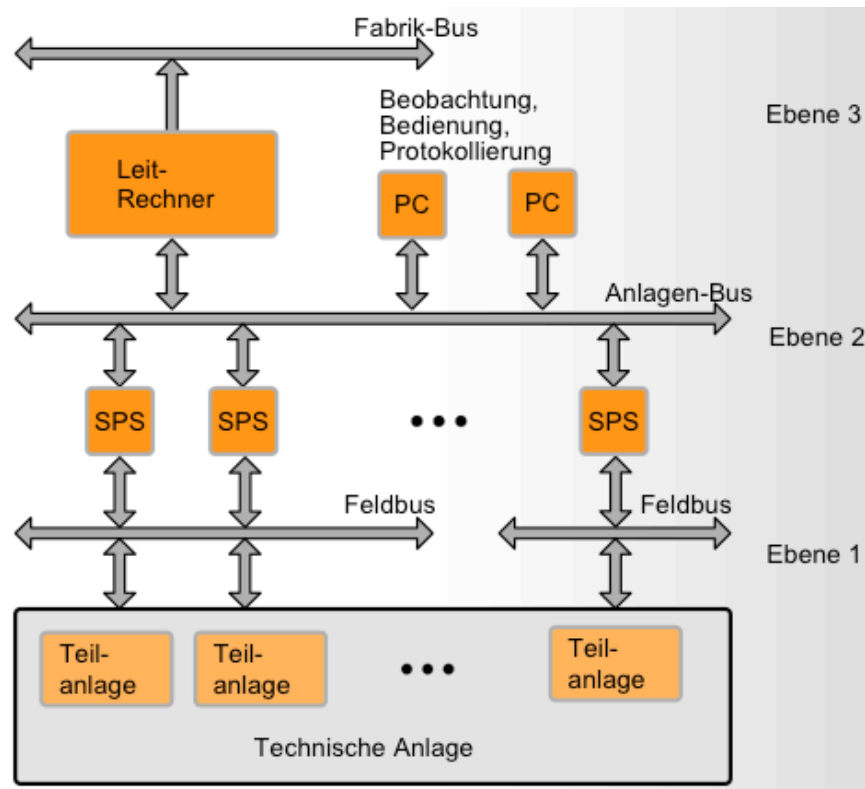 Fabrik-Bus
Beobachtung,
Bedienung,
Protokollierung
Ebene 3
Leit-
Rechner
PC
PC
Anlagen-Bus
Ebene 2
SPS
SPS
SPS
Feldbus
Feldbus
Ebene 1
Teil-
anlage
Teil-
anlage
Teil-
anlage
Technische Anlage